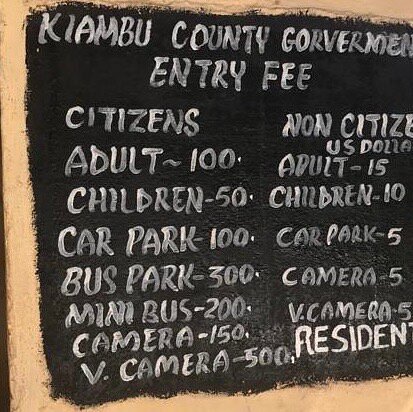 KIAMBU COUNTY GORVERMEN
ENTRY FEE
CITIZENS
ADULT~ 100.
CHILDREN-50.
CAR PARK-100.
BUS PARK-300.
MINI BUS-200.
CAMERA-150.
V. CAMERA-500.
NON CITIZE
US DOLLA
ADULT-15
CHILDREN-10
CAR PARK-5
CAMERA-5
V.CAMERA-5
RESIDENT